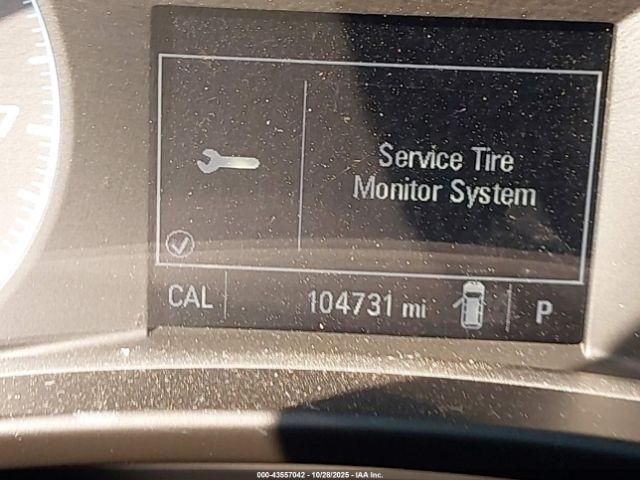 Service Tire
Monitor System
CAL 104731 mi P
000-43557042 - 10/28/2025 - IAA Inc.